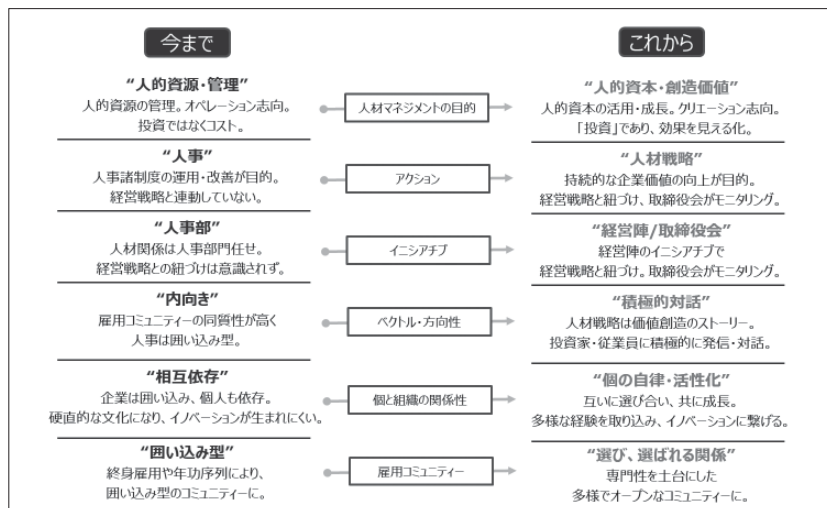 今まで
これから
“人的資源・管理”
人的資源の管理。オペレーション志向。
投資ではなくコスト。
人材マネジメントの目的
“人的資本・創造価値”
人的資本の活用・成長。クリエーション志向。
「投資」であり、効果を見える化。
“人事”
人事諸制度の運用・改善が目的。
経営戦略と連動していない。
アクション
“人材戦略”
持続的な企業価値の向上が目的。
経営戦略と紐づけ、取締役会がモニタリング。
“人事部”
人材関係は人事部門任せ。
経営戦略との紐づけは意識されず。
イニシアチブ
“経営陣/取締役会”
経営陣のイニシアチブで
経営戦略と紐づけ。取締役会がモニタリング。
“内向き”
雇用コミュニティーの同質性が高く
人事は囲い込み型。
ベクトル・方向性
“積極的対話”
人材戦略は価値創造のストーリー。
投資家・従業員に積極的に発信・対話。
“相互依存”
企業は囲い込み、個人も依存。
硬直的な文化になり、イノベーションが生まれにくい。
個と組織の関係性
“個の自律・活性化”
互いに選び合い、共に成長。
多様な経験を取り込み、イノベーションに繋げる。
“囲い込み型”
終身雇用や年功序列により、
囲い込み型のコミュニティーに。
雇用コミュニティー
“選び、選ばれる関係”
専門性を土台にした
多様でオープンなコミュニティーに。